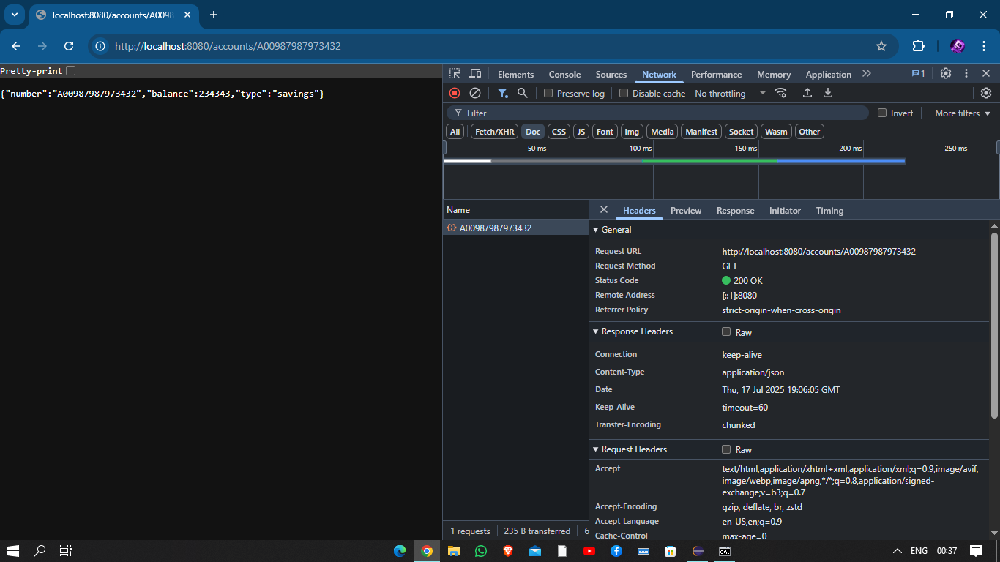 localhost:8080/accounts/A0098
http://localhost:8080/accounts/A00987987973432
Pretty-print
{"number":"A00987987973432","balance":234343,"type":"savings"}
Elements Console Sources Network Performance Memory Application 1
Preserve log Disable cache No throttling
Filter Invert More filters
All Fetch/XHR Doc CSS JS Font Img Media Manifest Socket Wasm Other
50 ms 100 ms 150 ms 200 ms 250 ms
Name
A00987987973432
Headers Preview Response Initiator Timing
General
Request URL http://localhost:8080/accounts/A00987987973432
Request Method GET
Status Code 200 OK
Remote Address [::1]:8080
Referrer Policy strict-origin-when-cross-origin
Response Headers Raw
Connection keep-alive
Content-Type application/json
Date Thu, 17 Jul 2025 19:06:05 GMT
Keep-Alive timeout=60
Transfer-Encoding chunked
Request Headers Raw
Accept text/html,application/xhtml+xml,application/xml;q=0.9,image/avif,
image/webp,image/apng,*/*;q=0.8,application/signed-
exchange;v=b3;q=0.7
Accept-Encoding gzip, deflate, br, zstd
Accept-Language en-US,en;q=0.9
Cache-Control max-age=0
1 requests 235 B transferred 6
ENG 00:37